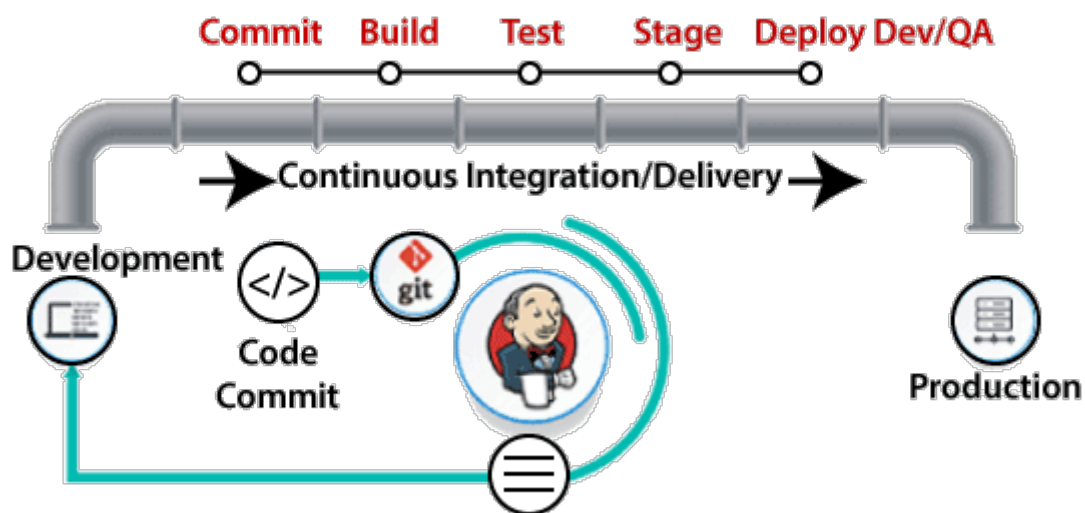 Commit Build Test Stage Deploy Dev/QA
Continuous Integration/Delivery
Development
</>
git
Code
Commit
Production